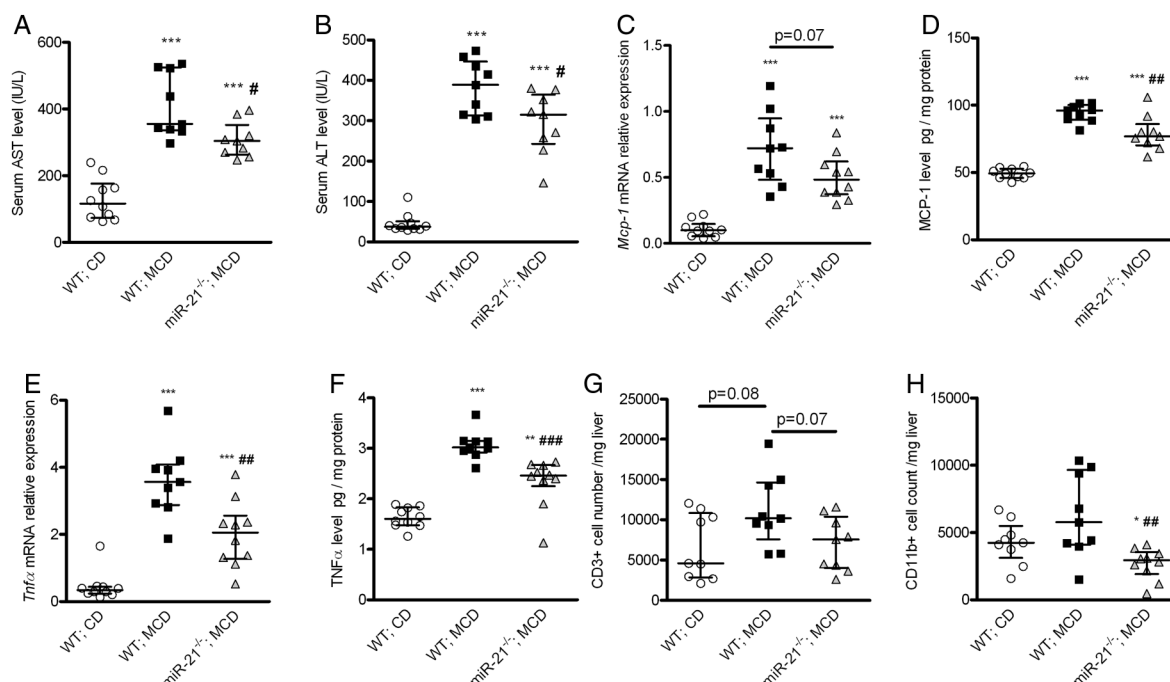 A
Serum AST level (IU/L)
600
400
200
0
***
*** #
WT; CD
WT; MCD
miR-21-/-; MCD
B
Serum ALT level (IU/L)
500
400
300
200
100
0
***
*** #
WT; CD
WT; MCD
miR-21-/-; MCD
C
Mcp-1 mRNA relative expression
1.5
1.0
0.5
0.0
p=0.07
***
***
WT; CD
WT; MCD
miR-21-/-; MCD
D
MCP-1 level pg / mg protein
150
100
50
0
***
*** ##
WT; CD
WT; MCD
miR-21-/-; MCD
E
Tnfα mRNA relative expression
6
4
2
0
***
*** ##
WT; CD
WT; MCD
miR-21-/-; MCD
F
TNFα level pg / mg protein
4
3
2
1
0
***
** ###
WT; CD
WT; MCD
miR-21-/-; MCD
G
CD3+ cell number /mg liver
25000
20000
15000
10000
5000
0
p=0.08
p=0.07
WT; CD
WT; MCD
miR-21-/-; MCD
H
CD11b+ cell count /mg liver
15000
10000
5000
0
* ##
WT; CD
WT; MCD
miR-21-/-; MCD